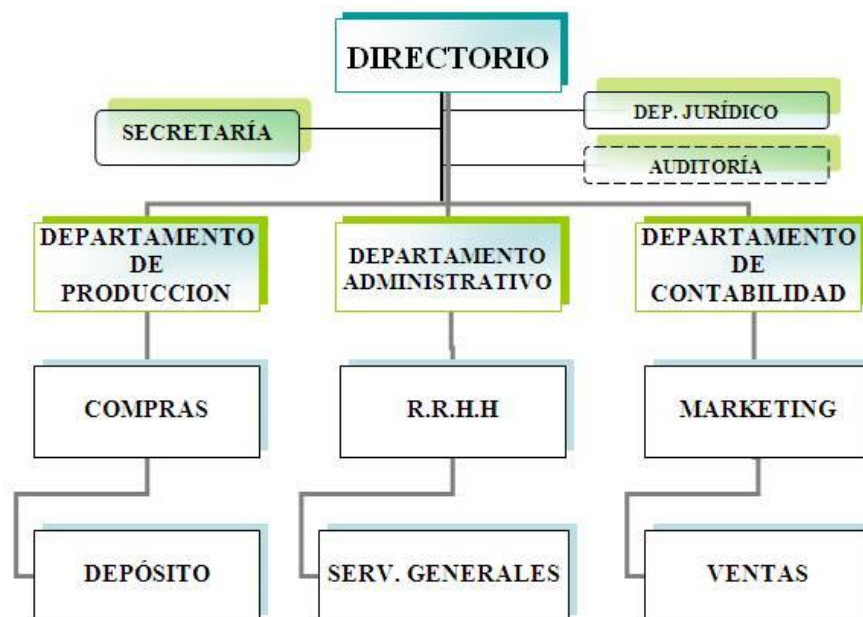 DIRECTORIO
SECRETARÍA
DEP. JURÍDICO
AUDITORÍA
DEPARTAMENTO
DE
PRODUCCION
DEPARTAMENTO
ADMINISTRATIVO
DEPARTAMENTO
DE
CONTABILIDAD
COMPRAS
R.R.H.H
MARKETING
DEPÓSITO
SERV. GENERALES
VENTAS